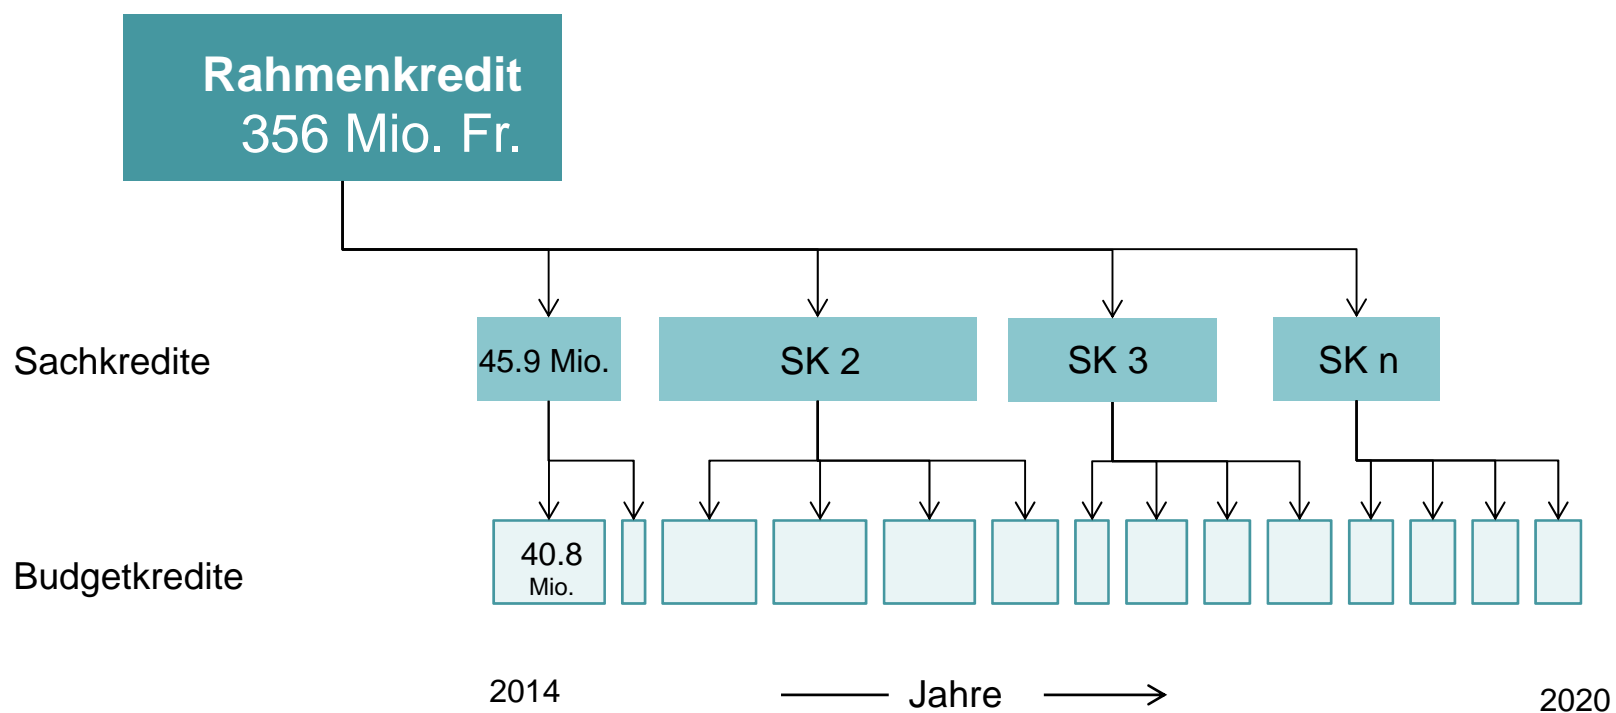 Rahmenkredit
356 Mio. Fr.
Sachkredite
45.9 Mio.
SK 2
SK 3
SK n
Budgetkredite
40.8
Mio.
2014
Jahre
2020